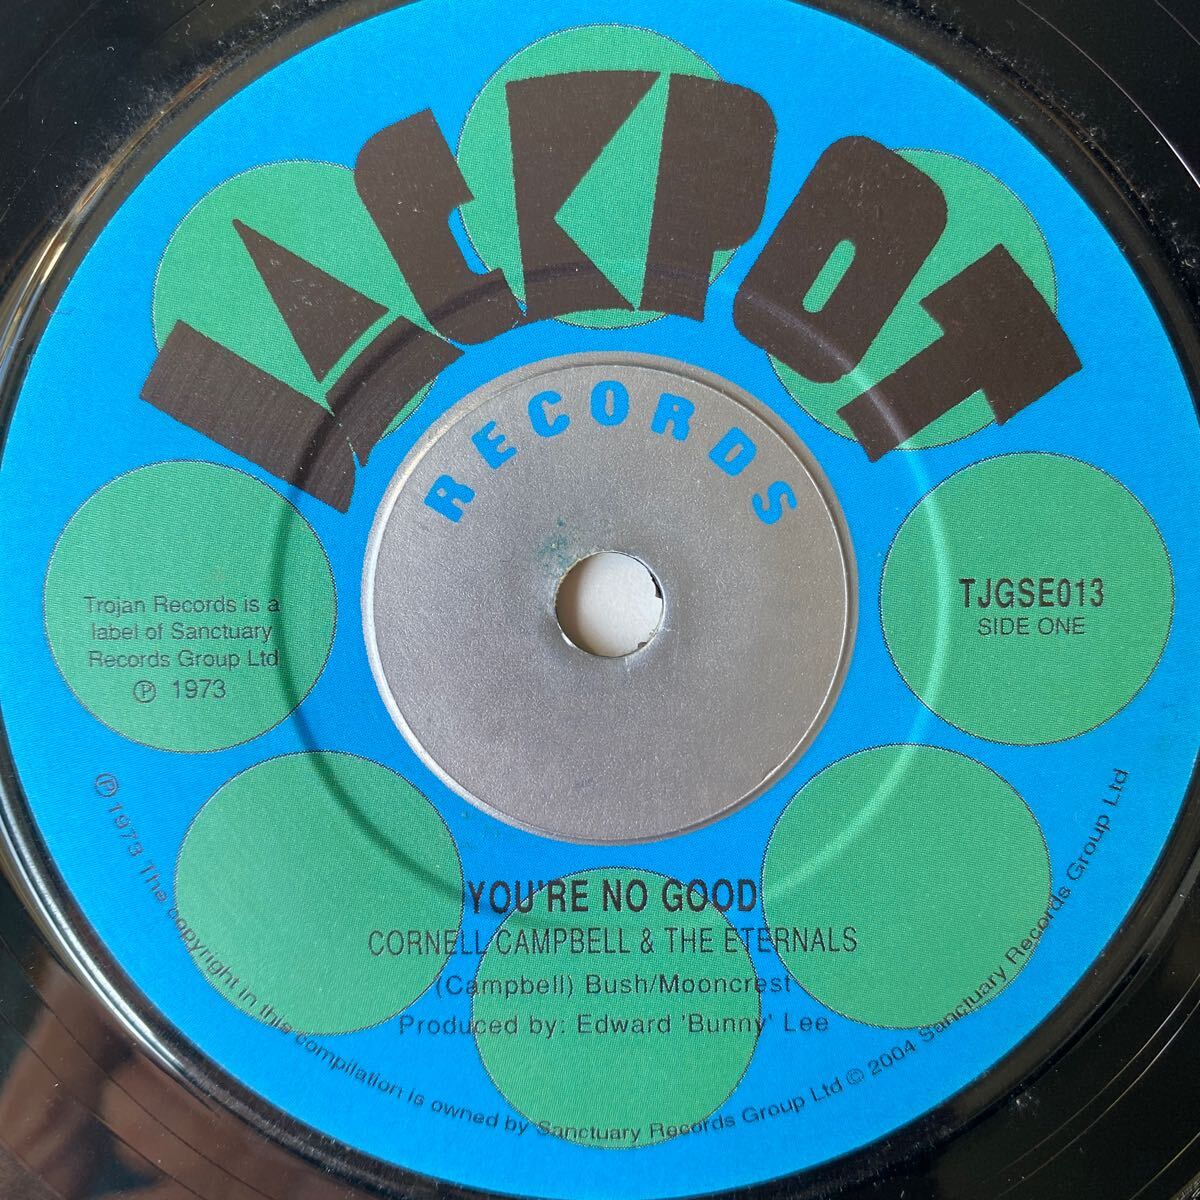 JACKPOT
RECORDS
TJGSE013
SIDE ONE
Trojan Records is a
label of Sanctuary
Records Group Ltd
℗ 1973
YOU'RE NO GOOD
CORNELL CAMPBELL & THE ETERNALS
(Campbell) Bush/Mooncrest
Produced by: Edward 'Bunny' Lee
℗ 1973 The copyright in this compilation is owned by Sanctuary Records Group Ltd © 2004 Sanctuary Records Group Ltd